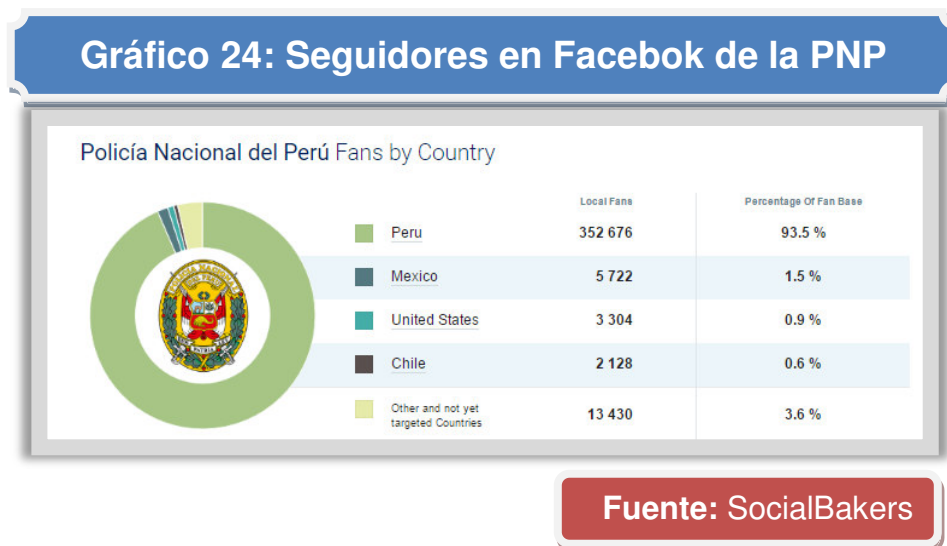 Gráfico 24: Seguidores en Facebok de la PNP
Policía Nacional del Perú Fans by Country
Local Fans Percentage Of Fan Base
Peru 352 676 93.5 %
Mexico 5 722 1.5 %
United States 3 304 0.9 %
Chile 2 128 0.6 %
Other and not yet
targeted Countries 13 430 3.6 %
Fuente: SocialBakers